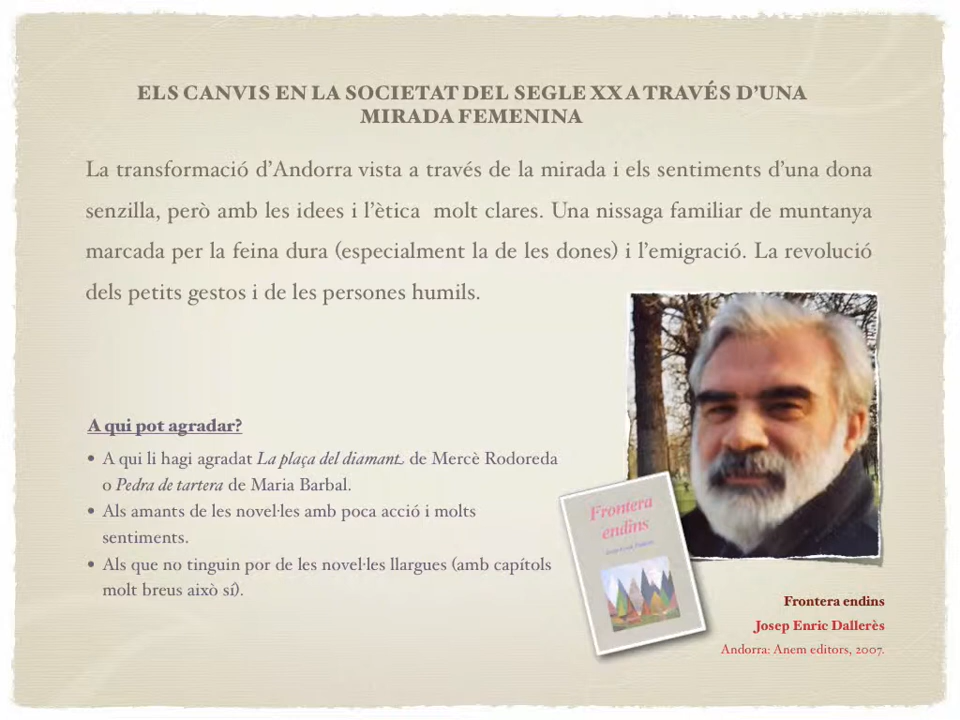 ELS CANVIS EN LA SOCIETAT DEL SEGLE XX A TRAVÉS D’UNA
MIRADA FEMENINA
La transformació d’Andorra vista a través de la mirada i els sentiments d’una dona
senzilla, però amb les idees i l’ètica molt clares. Una nissaga familiar de muntanya
marcada per la feina dura (especialment la de les dones) i l’emigració. La revolució
dels petits gestos i de les persones humils.
A qui pot agradar?
• A qui li hagi agradat La plaça del diamant de Mercè Rodoreda
o Pedra de tartera de Maria Barbal.
• Als amants de les novel·les amb poca acció i molts
sentiments.
• Als que no tinguin por de les novel·les llargues (amb capítols
molt breus això sí).
Frontera
endins
Frontera endins
Josep Enric Dallerès
Andorra: Anem editors, 2007.